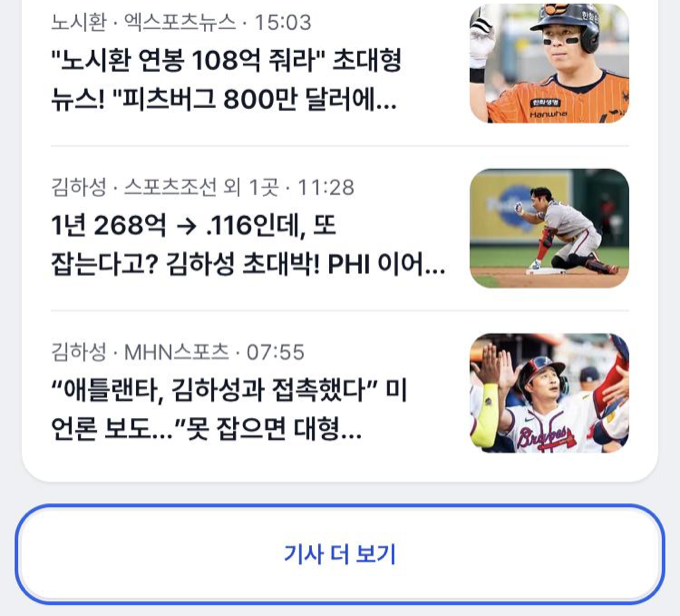 노시환 · 엑스포츠뉴스 · 15:03
"노시환 연봉 108억 줘라" 초대형
뉴스! "피츠버그 800만 달러에...
한화생명
Hanwha
김하성 · 스포츠조선 외 1곳 · 11:28
1년 268억 → .116인데, 또
잡는다고? 김하성 초대박! PHI 이어...
김하성 · MHN스포츠 · 07:55
“애틀랜타, 김하성과 접촉했다” 미
언론 보도...”못 잡으면 대형...
Braves
기사 더 보기